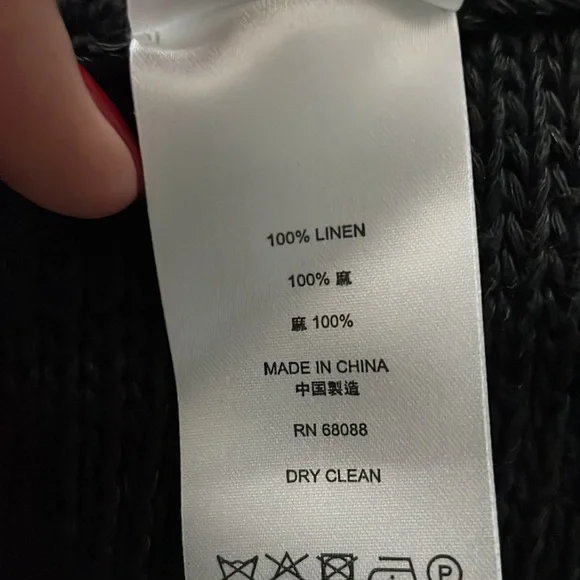 100% LINEN
100% 麻
麻 100%
MADE IN CHINA
中国製造
RN 68088
DRY CLEAN
P